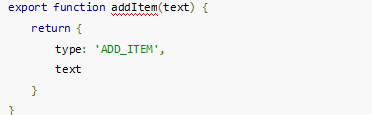 export function addItem(text) {
    return {
        type: 'ADD_ITEM',
        text
    }
}